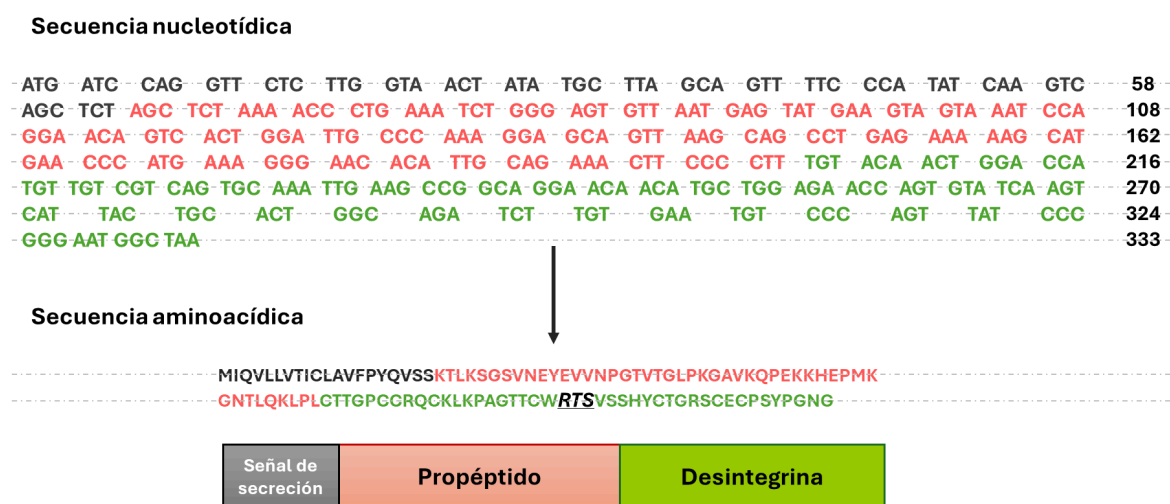 Secuencia nucleotídica
ATG ATC CAG GTT CTC TTG GTA ACT ATA TGC TTA GCA GTT TTC CCA TAT CAA GTC 58
AGC TCT AGC TCT AAA ACC CTG AAA TCT GGG AGT GTT AAT GAG TAT GAA GTA GTA AAT CCA 108
GGA ACA GTC ACT GGA TTG CCC AAA GGA GCA GTT AAG CAG CCT GAG AAA AAG CAT 162
GAA CCC ATG AAA GGG AAC ACA TTG CAG AAA CTT CCC CTT TGT ACA ACT GGA CCA 216
TGT TGT CGT CAG TGC AAA TTG AAG CCG GCA GGA ACA ACA TGC TGG AGA ACC AGT GTA TCA AGT 270
CAT TAC TGC ACT GGC AGA TCT TGT GAA TGT CCC AGT TAT CCC 324
GGG AAT GGC TAA 333
Secuencia aminoacídica
MIQVLLVTICLAVFPYQVSSKTLKSGSVNEYEVVNPGTVTGLPKGAVKQPEKKHEPMK
GNTLQKLPLCTTGPCCRQCKLKPAGTTCWRTSVSSHYCTGRSCECPSYPGNG
Señal de
secreción
Propéptido
Desintegrina